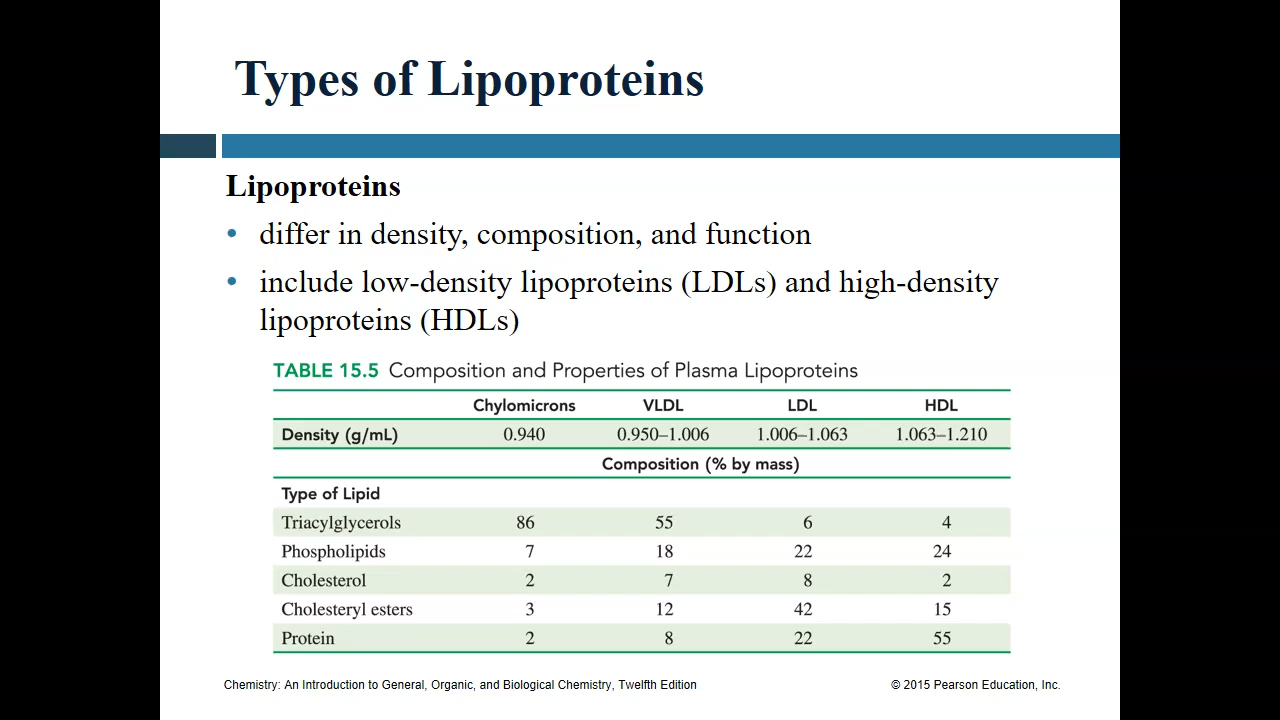 Types of Lipoproteins
Lipoproteins
• differ in density, composition, and function
• include low-density lipoproteins (LDLs) and high-density
lipoproteins (HDLs)
TABLE 15.5 Composition and Properties of Plasma Lipoproteins
Chylomicrons VLDL LDL HDL
Density (g/mL) 0.940 0.950–1.006 1.006–1.063 1.063–1.210
Composition (% by mass)
Type of Lipid
Triacylglycerols 86 55 6 4
Phospholipids 7 18 22 24
Cholesterol 2 7 8 2
Cholesteryl esters 3 12 42 15
Protein 2 8 22 55
Chemistry: An Introduction to General, Organic, and Biological Chemistry, Twelfth Edition © 2015 Pearson Education, Inc.